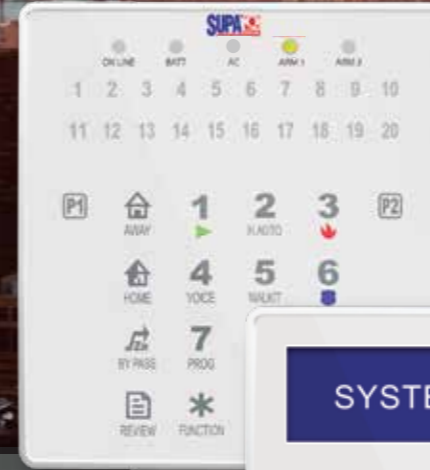 SUPA
ON LINE BATT AC ARM 1 ARM 2
1 2 3 4 5 6 7 8 9 10
11 12 13 14 15 16 17 18 19 20
P1 1 2 3 P2
AWAY H.AUTO
4 5 6
HOME VOICE WALK T
7
BY PASS PROG
SYSTE
*
REVIEW FUNCTION